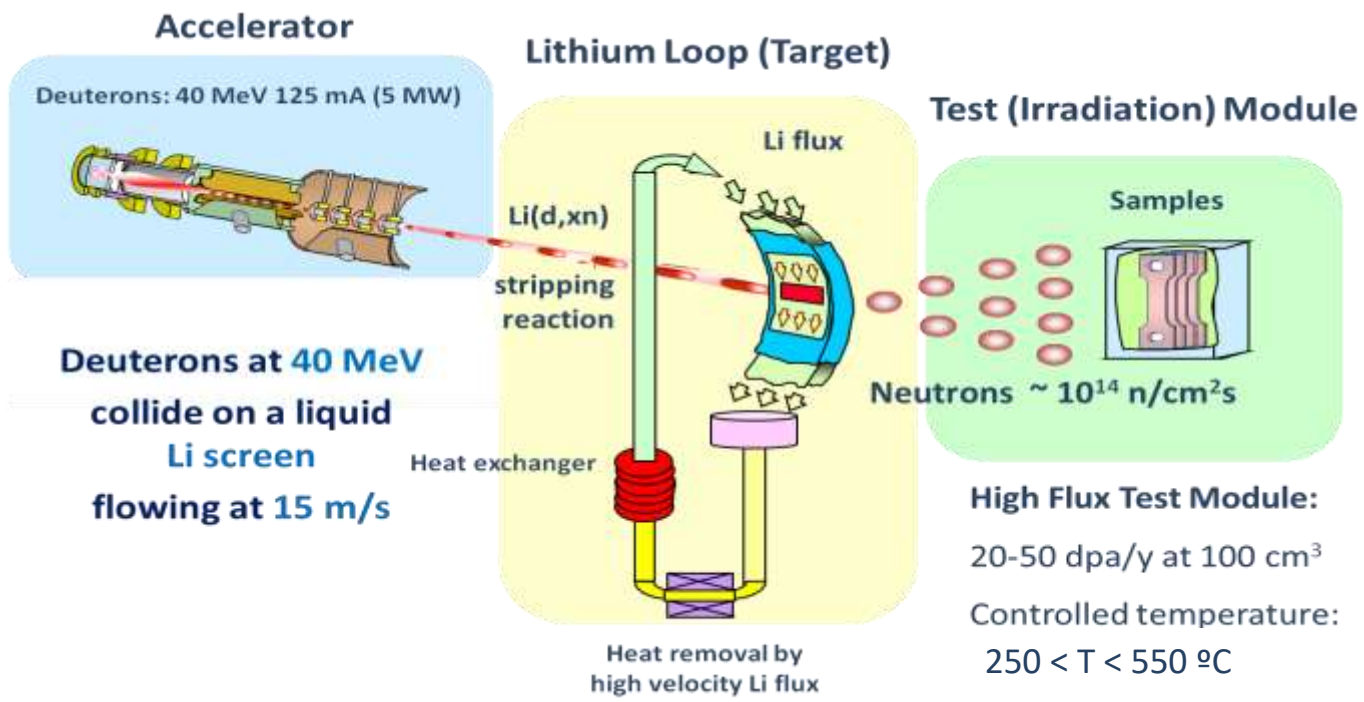 Accelerator
Deuterons: 40 MeV 125 mA (5 MW)
Deuterons at 40 MeV
collide on a liquid
Li screen
flowing at 15 m/s
Lithium Loop (Target)
Li flux
Li(d,xn)
stripping
reaction
Heat exchanger
Heat removal by
high velocity Li flux
Test (Irradiation) Module
Samples
Neutrons ~ 10¹⁴ n/cm²s
High Flux Test Module:
20-50 dpa/y at 100 cm³
Controlled temperature:
250 < T < 550 ºC